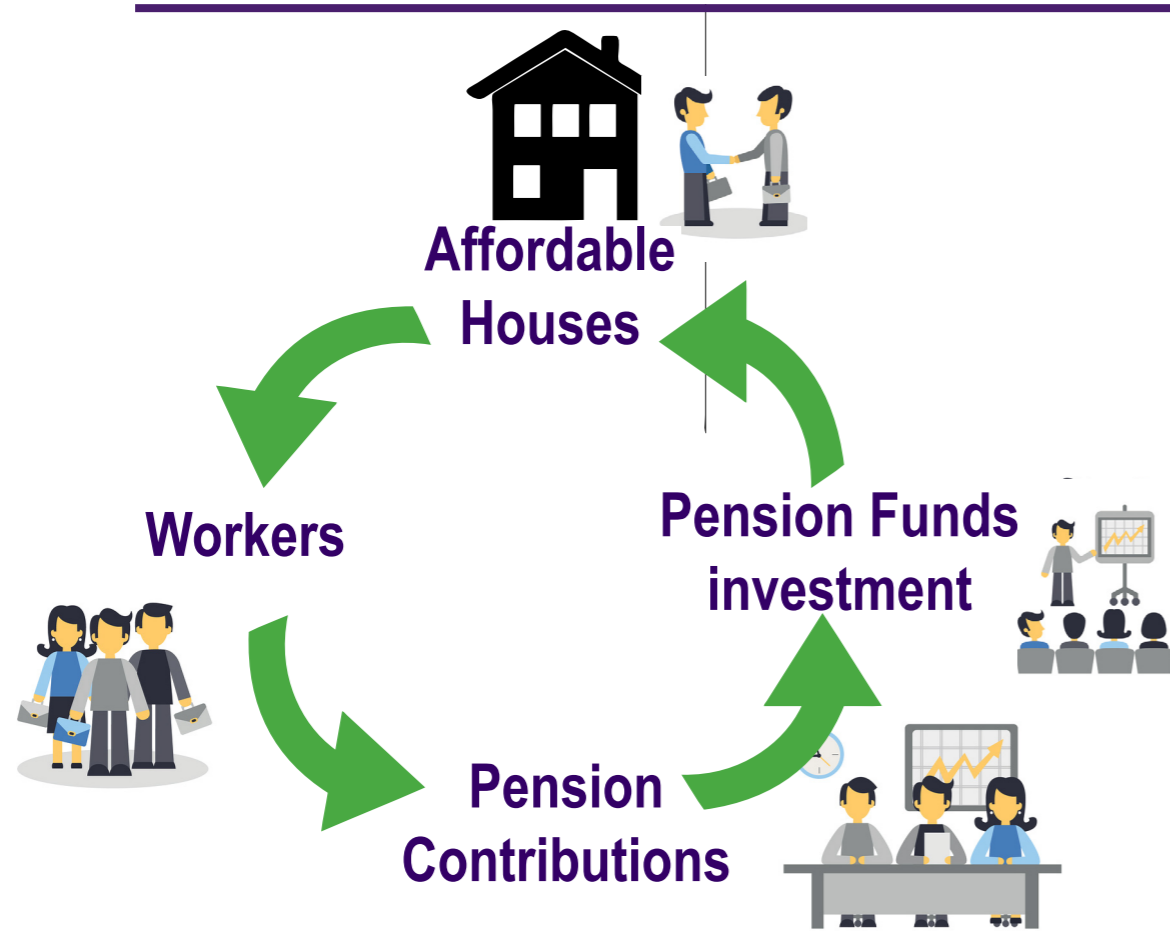 Affordable
Houses
Workers
Pension Funds
investment
Pension
Contributions